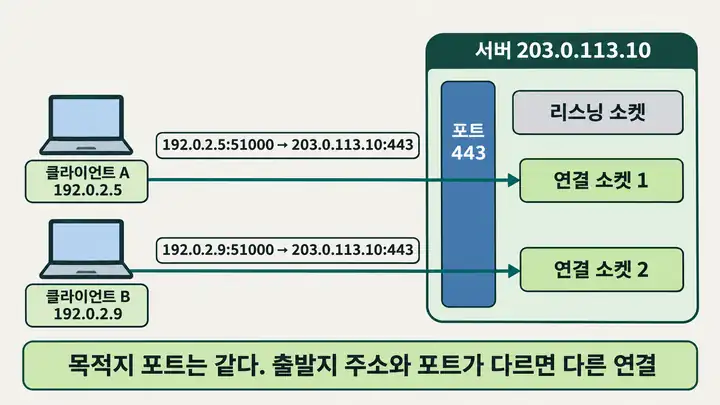 서버 203.0.113.10
리스닝 소켓
포트
443
192.0.2.5:51000 → 203.0.113.10:443
클라이언트 A
192.0.2.5
연결 소켓 1
192.0.2.9:51000 → 203.0.113.10:443
클라이언트 B
192.0.2.9
연결 소켓 2
목적지 포트는 같다. 출발지 주소와 포트가 다르면 다른 연결